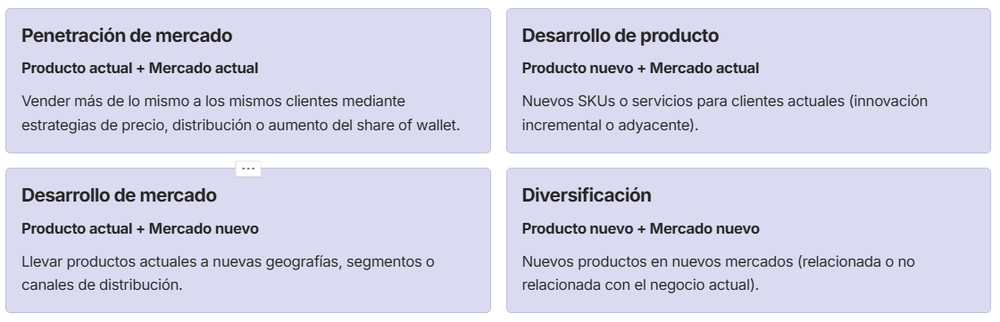 Penetración de mercado
Producto actual + Mercado actual
Vender más de lo mismo a los mismos clientes mediante
estrategias de precio, distribución o aumento del share of wallet.
Desarrollo de producto
Producto nuevo + Mercado actual
Nuevos SKUs o servicios para clientes actuales (innovación
incremental o adyacente).
Desarrollo de mercado
Producto actual + Mercado nuevo
Llevar productos actuales a nuevas geografías, segmentos o
canales de distribución.
Diversificación
Producto nuevo + Mercado nuevo
Nuevos productos en nuevos mercados (relacionada o no
relacionada con el negocio actual).